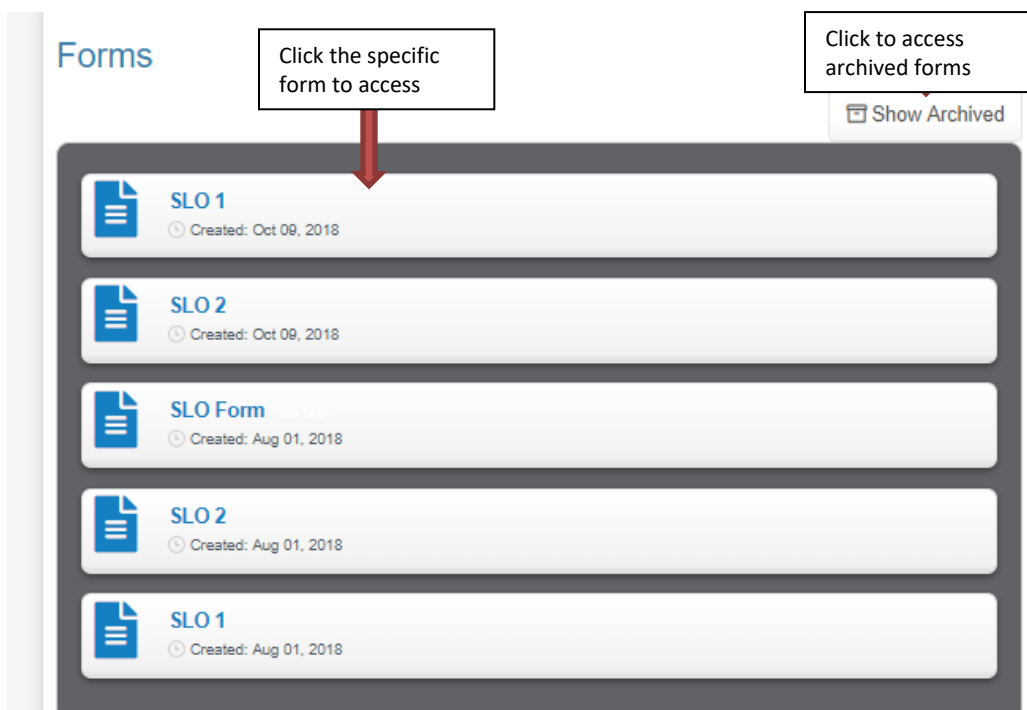 Forms
Click the specific
form to access
Click to access
archived forms
Show Archived
SLO 1
Created: Oct 09, 2018
SLO 2
Created: Oct 09, 2018
SLO Form
Created: Aug 01, 2018
SLO 2
Created: Aug 01, 2018
SLO 1
Created: Aug 01, 2018